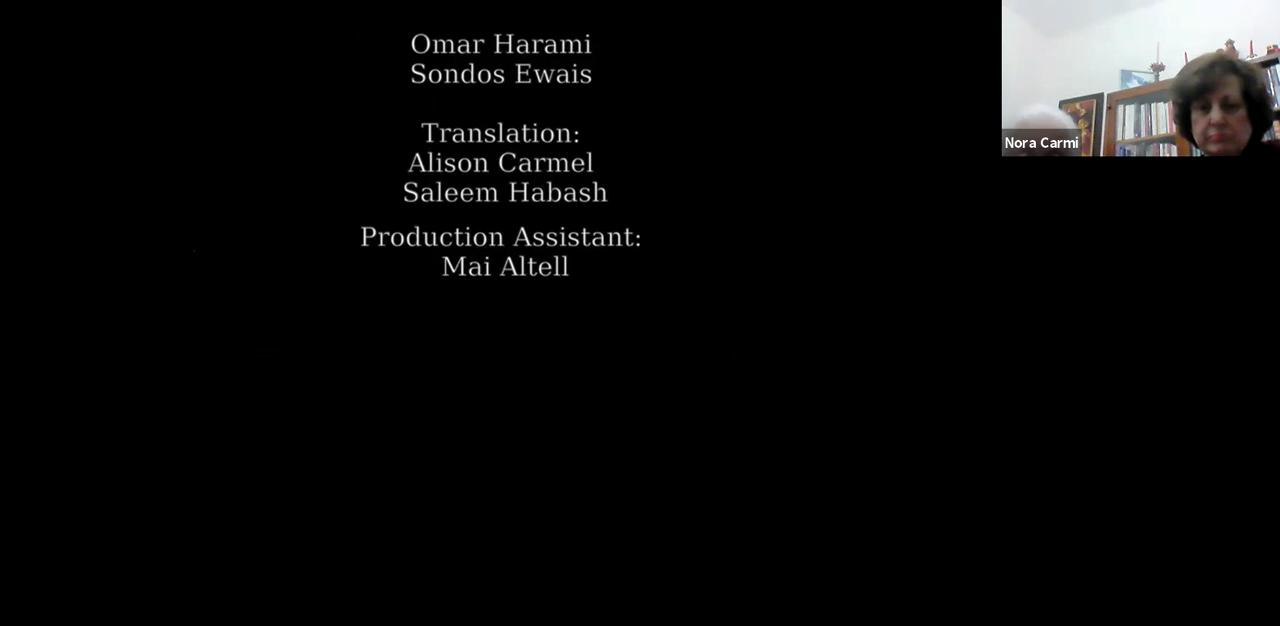 Omar Harami
Sondos Ewais
Translation:
Alison Carmel
Saleem Habash
Production Assistant:
Mai Altell
Nora Carmi